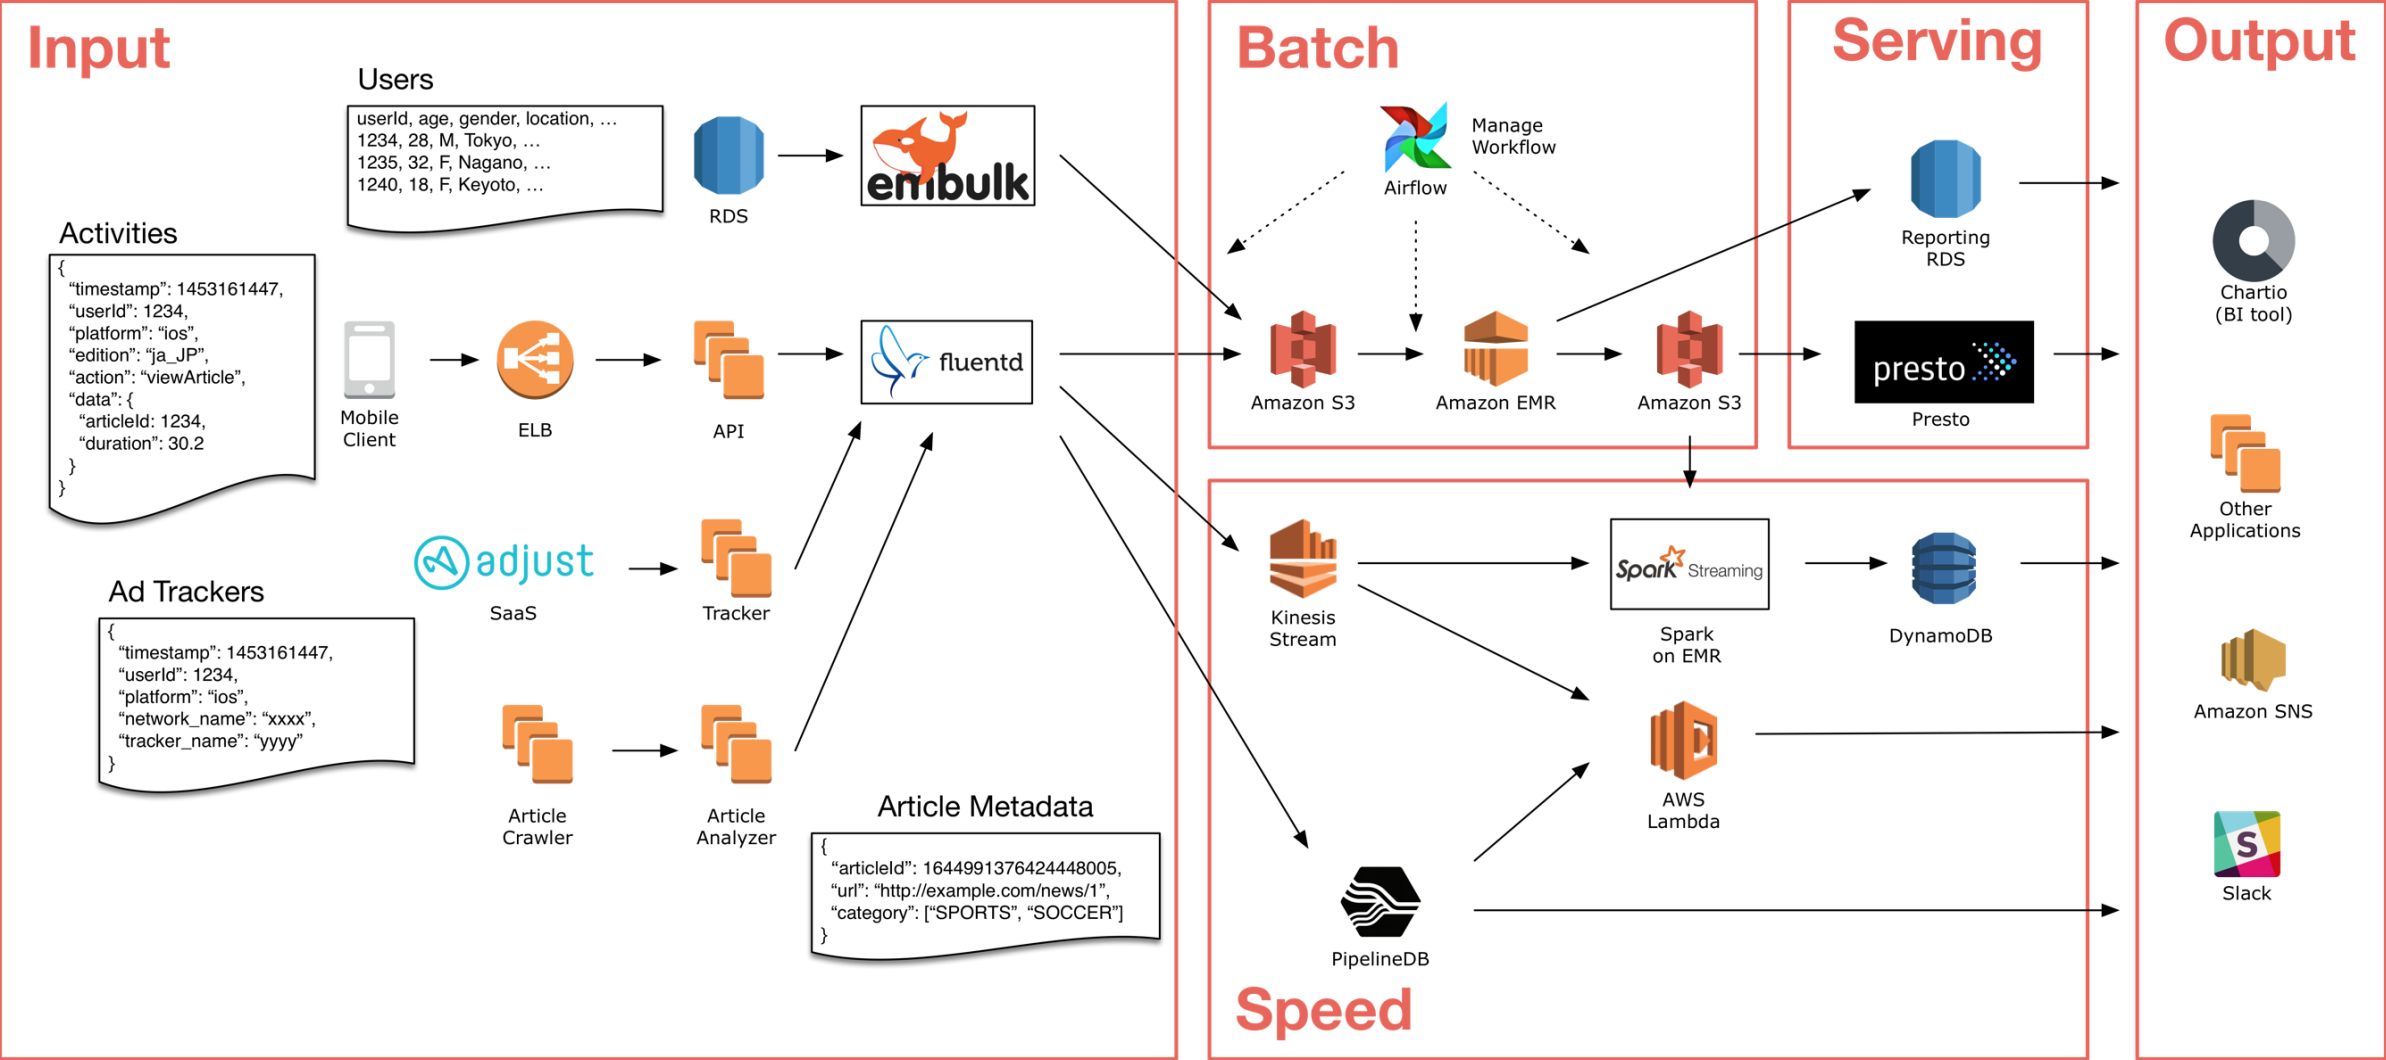 Input
Users
userId, age, gender, location, …
1234, 28, M, Tokyo, …
1235, 32, F, Nagano, …
1240, 18, F, Keyoto, …
RDS
embulk
Activities
{
“timestamp”: 1453161447,
“userId”: 1234,
“platform”: “ios”,
“edition”: “ja_JP”,
“action”: “viewArticle”,
“data”: {
“articleId: 1234,
“duration”: 30.2
}
}
Mobile
Client
ELB
API
fluentd
adjust
SaaS
Tracker
Ad Trackers
{
“timestamp”: 1453161447,
“userId”: 1234,
“platform”: “ios”,
“network_name”: “xxxx”,
“tracker_name”: “yyyy”
}
Article
Crawler
Article
Analyzer
Article Metadata
{
“articleId”: 1644991376424448005,
“url”: “http://example.com/news/1”,
“category”: [“SPORTS”, “SOCCER”]
}
Batch
Manage
Workflow
Airflow
Amazon S3
Amazon EMR
Amazon S3
Serving
Reporting
RDS
presto
Presto
Kinesis
Stream
Spark Streaming
Spark
on EMR
DynamoDB
AWS
Lambda
PipelineDB
Speed
Output
Chartio
(BI tool)
Other
Applications
Amazon SNS
S
Slack